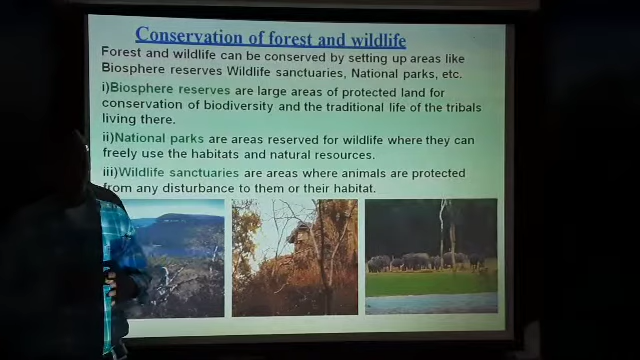 Conservation of forest and wildlife
Forest and wildlife can be conserved by setting up areas like
Biosphere reserves Wildlife sanctuaries, National parks, etc.
i)Biosphere reserves are large areas of protected land for
conservation of biodiversity and the traditional life of the tribals
living there.
ii)National parks are areas reserved for wildlife where they can
freely use the habitats and natural resources.
iii)Wildlife sanctuaries are areas where animals are protected
from any disturbance to them or their habitat.